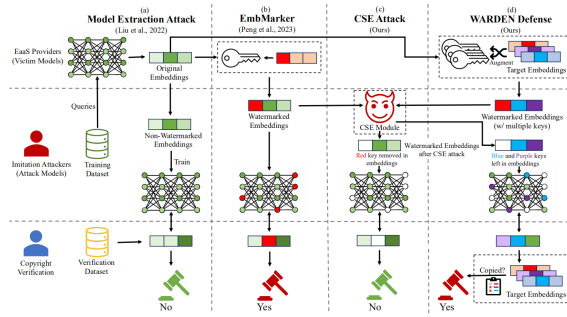 (a)
Model Extraction Attack
(Liu et al., 2022)
(b)
EmbMarker
(Peng et al., 2023)
(c)
CSE Attack
(Ours)
(d)
WARDEN Defense
(Ours)
EaaS Providers
(Victim Models)
Original
Embeddings
Augment
Target Embeddings
Queries
Imitation Attackers
(Attack Models)
Training
Dataset
Non-Watermarked
Embeddings
Train
Watermarked
Embeddings
CSE Module
Watermarked Embeddings
after CSE attack
Red key removed in
embeddings
Watermarked Embeddings
(w/ multiple keys)
Blue and Purple keys
left in embeddings
Copyright
Verification
Verification
Dataset
No
Yes
No
Yes
Copied?
Target Embeddings